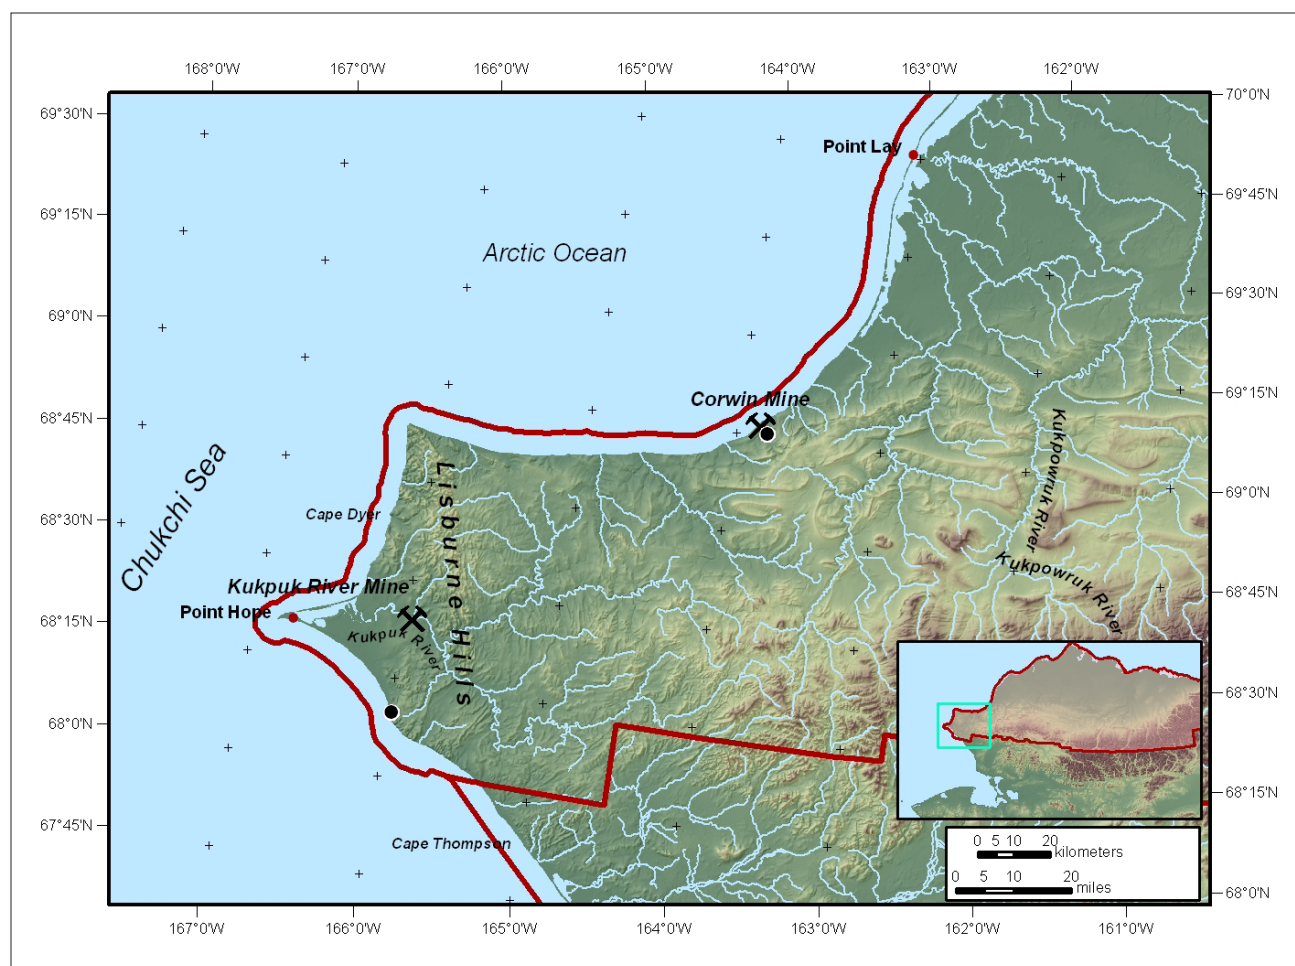 168°0'W 167°0'W 166°0'W 165°0'W 164°0'W 163°0'W 162°0'W
69°30'N
69°15'N
69°0'N
68°45'N
68°30'N
68°15'N
68°0'N
67°45'N
70°0'N
69°45'N
69°30'N
69°15'N
69°0'N
68°45'N
68°30'N
68°15'N
68°0'N
Point Lay
Arctic Ocean
Corwin Mine
Chukchi Sea
Lisburne Hills
Cape Dyer
Kukpowruk River
Kukpowruk River
Kukpuk River Mine
Point Hope
Kukpuk River
Cape Thompson
0 5 10 20
kilometers
0 5 10 20
miles
167°0'W 166°0'W 165°0'W 164°0'W 163°0'W 162°0'W 161°0'W